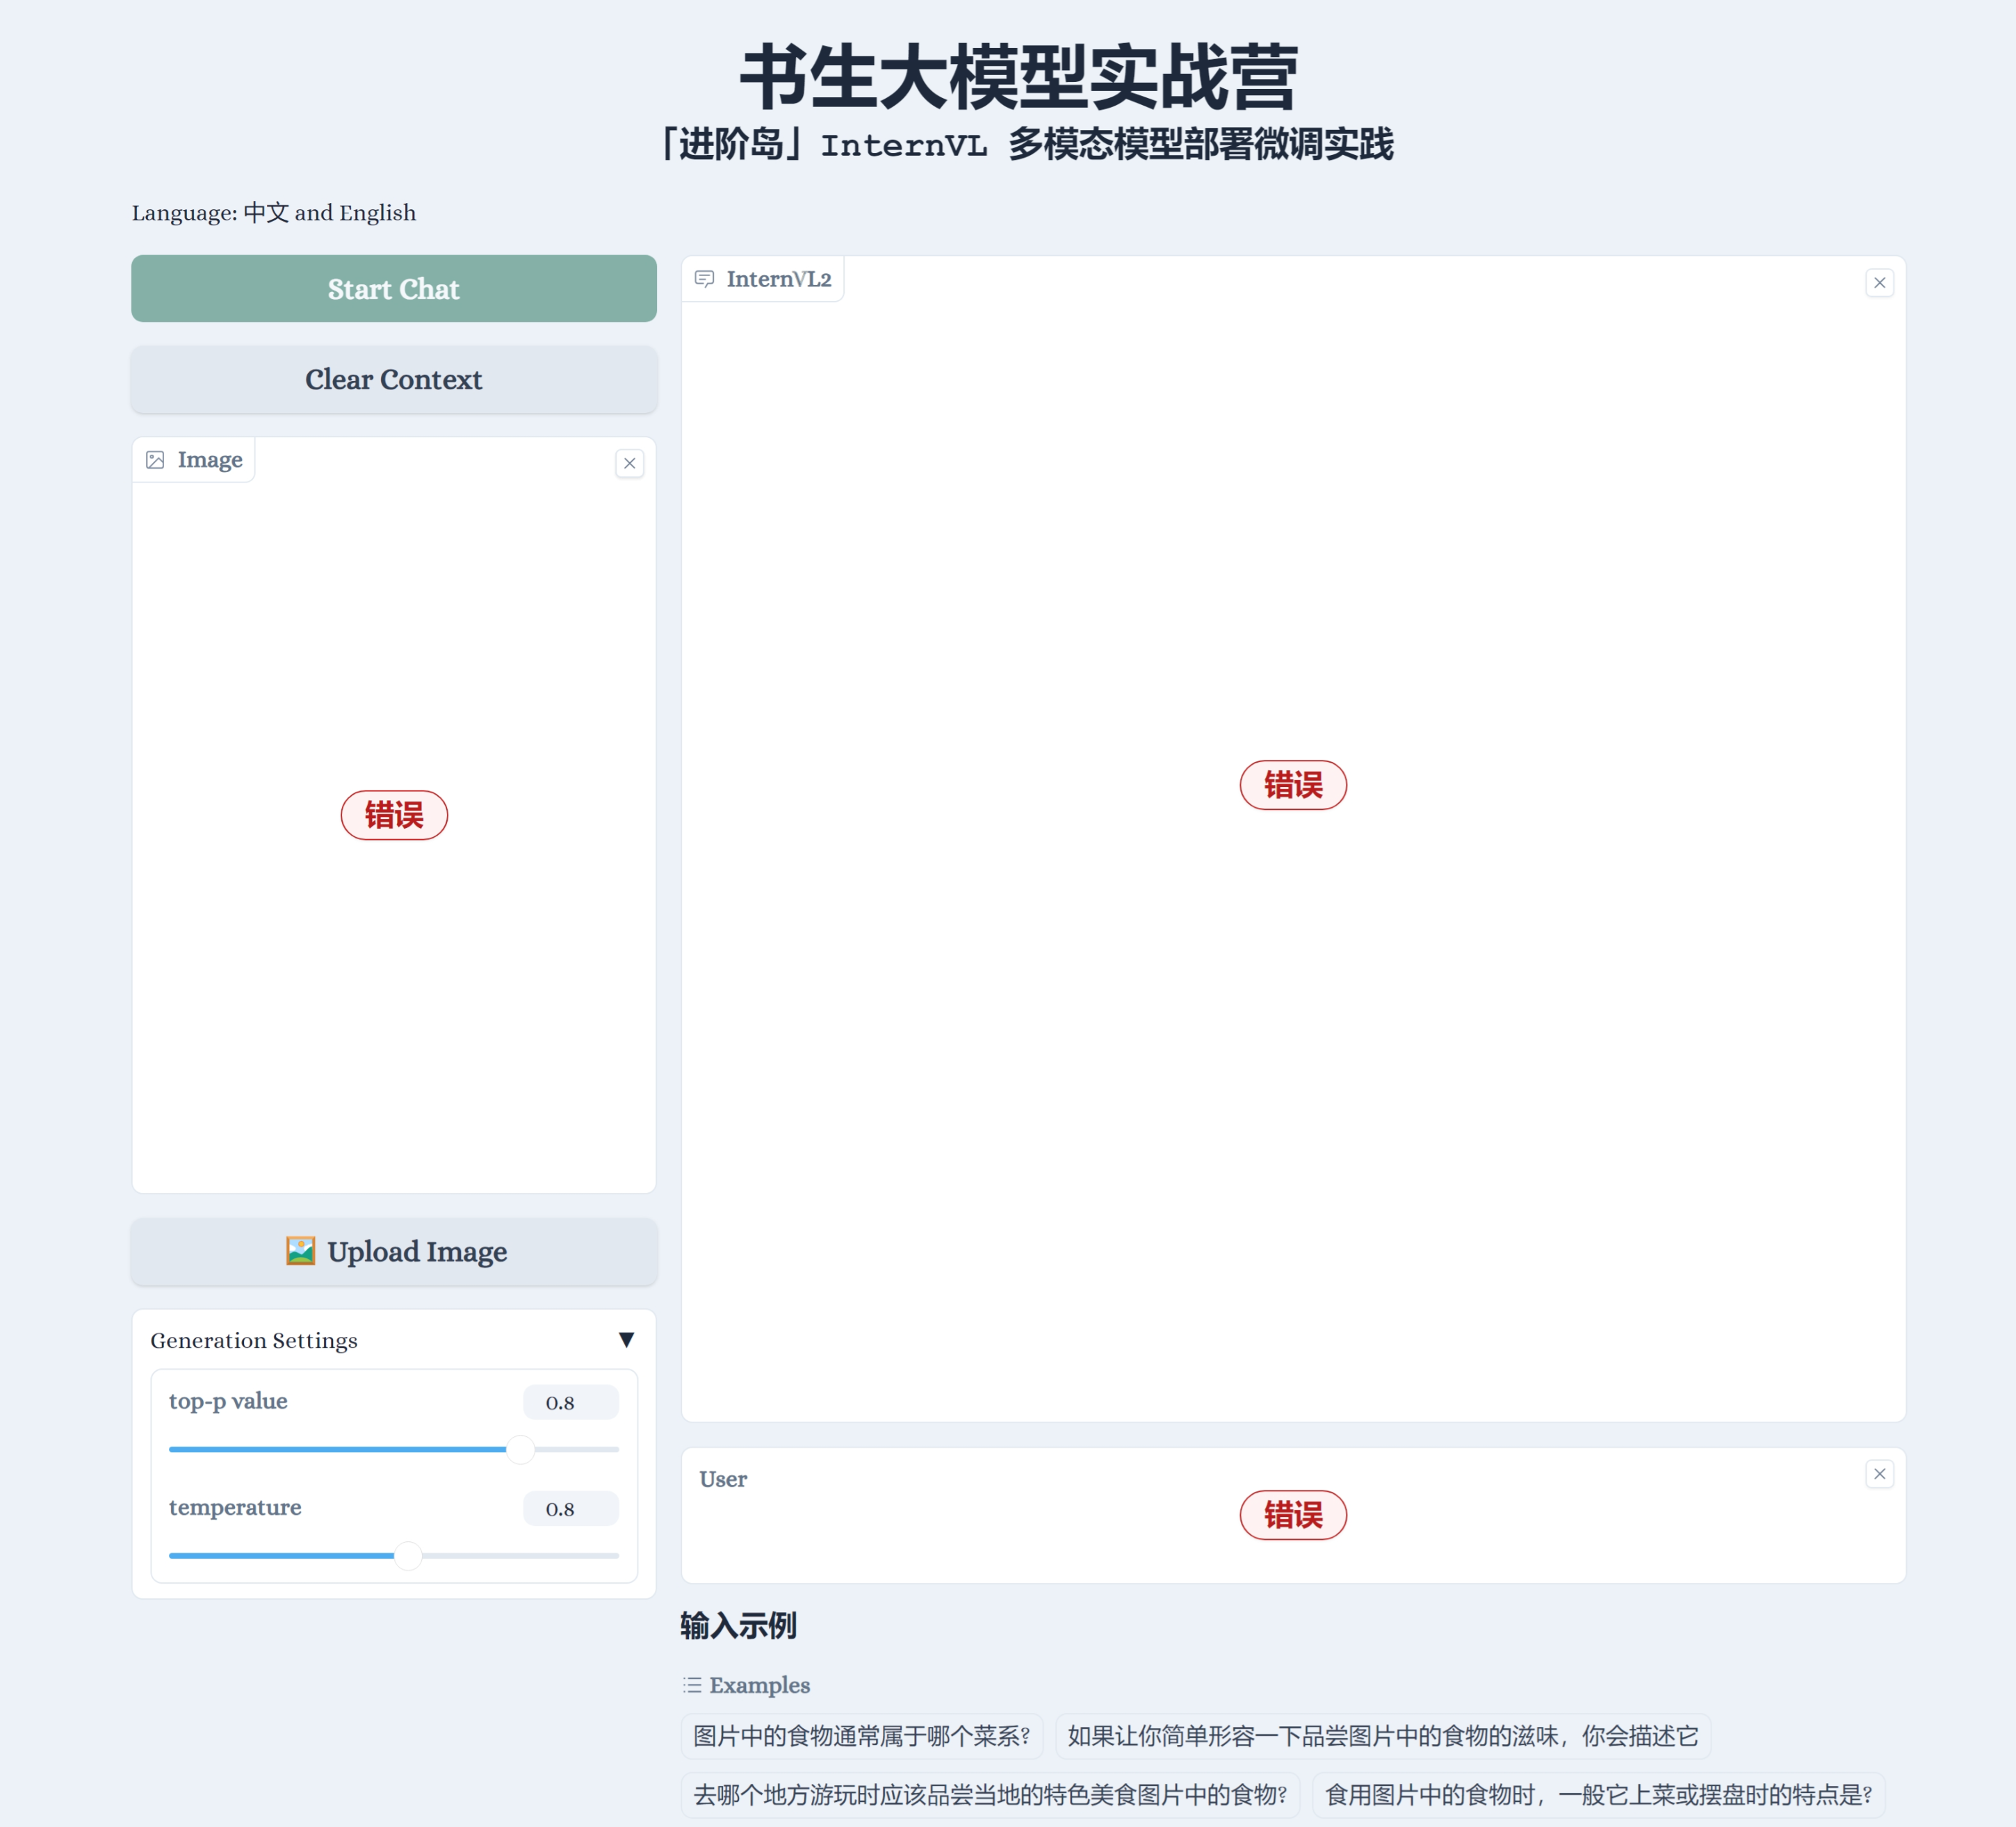 书生大模型实战营
「进阶岛」InternVL 多模态模型部署微调实践
Language: 中文 and English
Start Chat
Clear Context
Image
错误
Upload Image
Generation Settings ▼
top-p value 0.8
temperature 0.8
InternVL2
错误
User
错误
输入示例
Examples
图片中的食物通常属于哪个菜系?
如果让你简单形容一下品尝图片中的食物的滋味，你会描述它
去哪个地方游玩时应该品尝当地的特色美食图片中的食物?
食用图片中的食物时，一般它上菜或摆盘时的特点是?